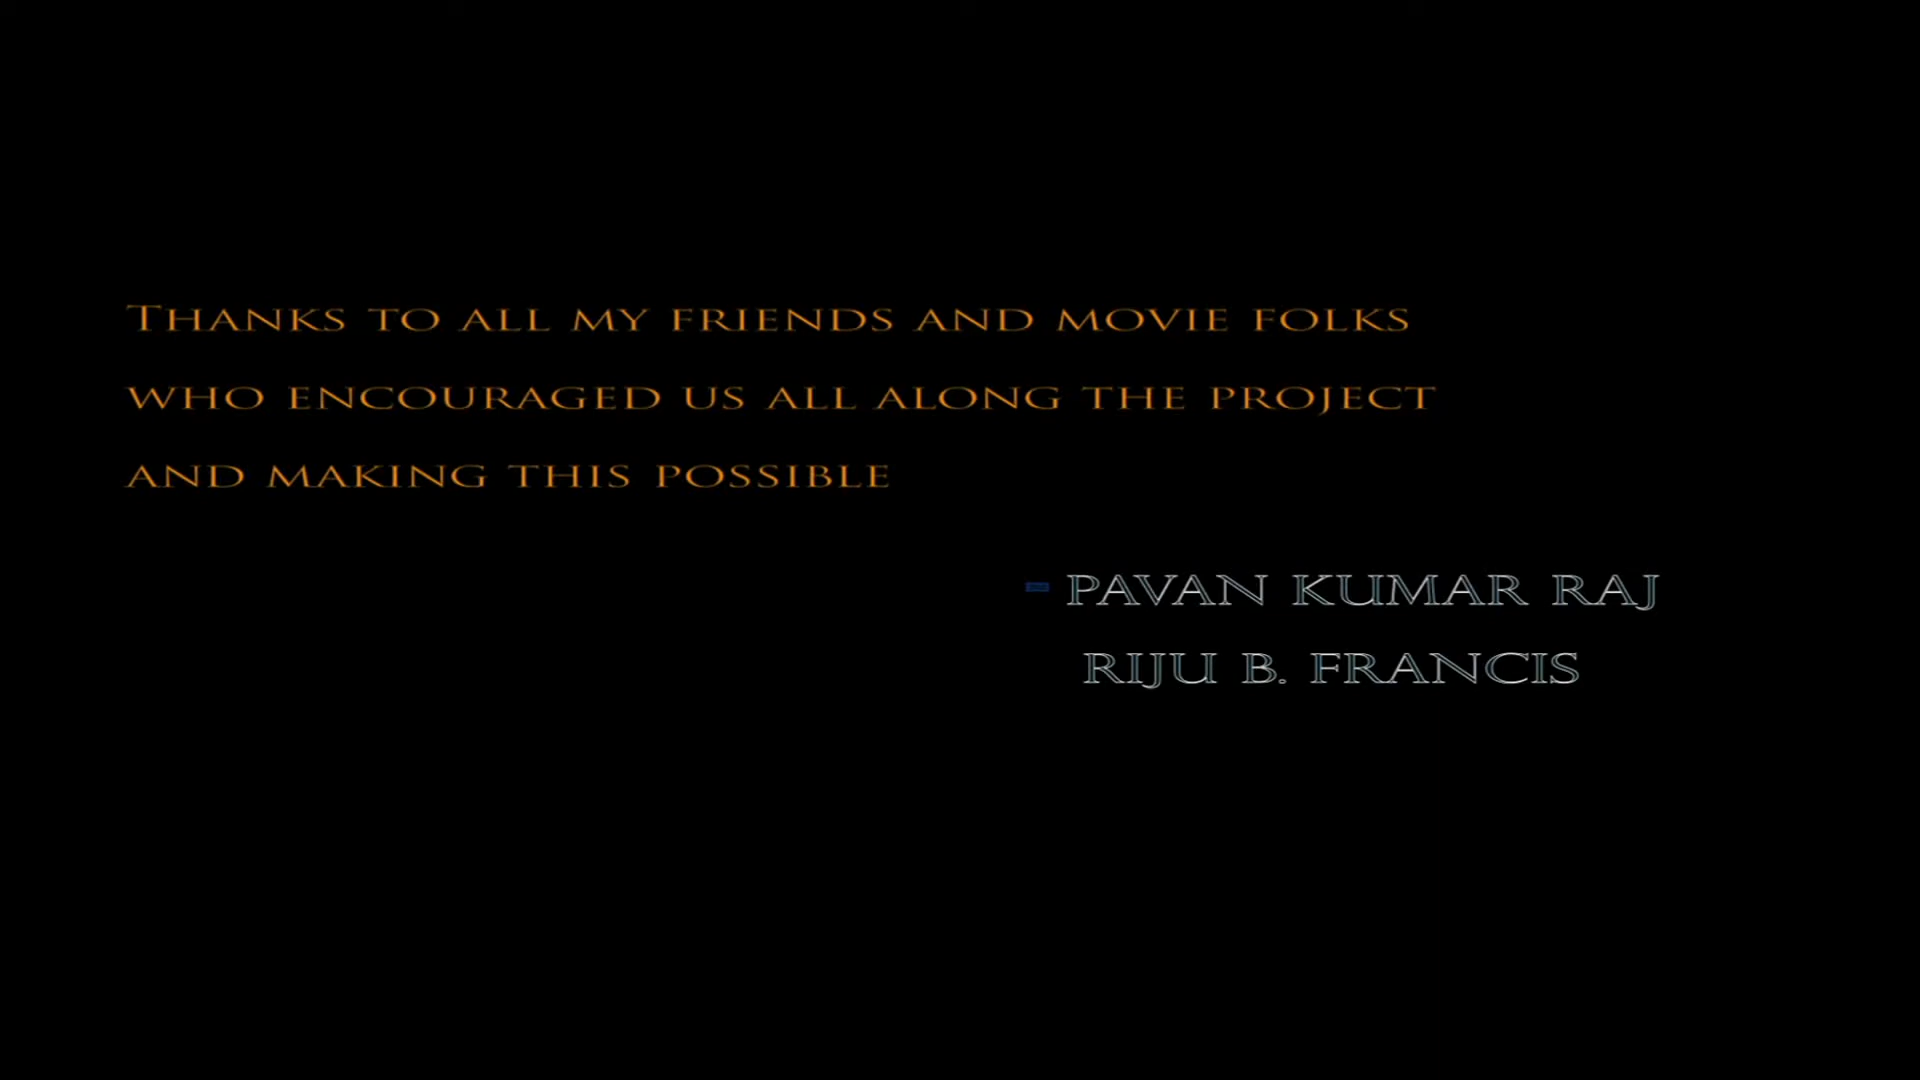 Thanks to all my friends and movie folks
who encouraged us all along the project
and making this possible
- PAVAN KUMAR RAJ
RIJU B. FRANCIS